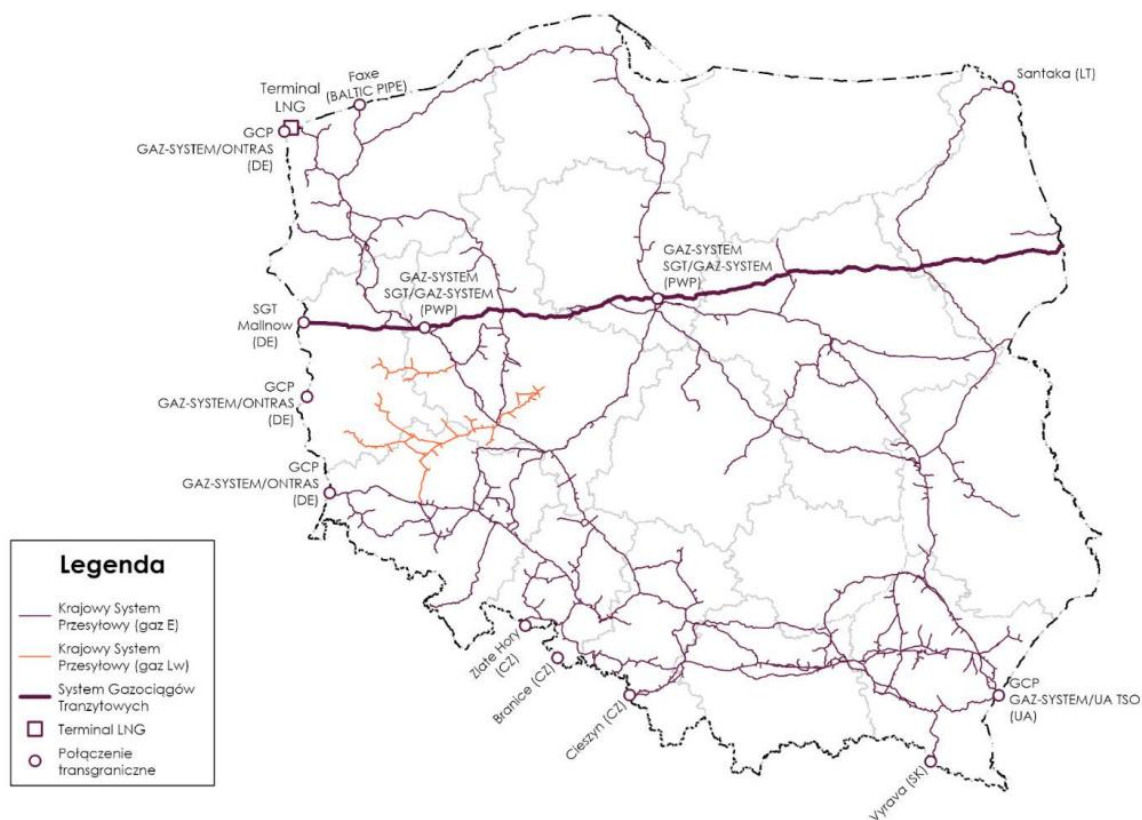 Faxe
(BALTIC PIPE)
Terminal
LNG
GCP
GAZ-SYSTEM/ONTRAS
(DE)
Santaka (LT)
GAZ-SYSTEM
SGT/GAZ-SYSTEM
(PWP)
GAZ-SYSTEM
SGT/GAZ-SYSTEM
(PWP)
SGT
Mallnow
(DE)
GCP
GAZ-SYSTEM/ONTRAS
(DE)
GCP
GAZ-SYSTEM/ONTRAS
(DE)
Zlate Hory
(CZ)
Branice (CZ)
Cieszyn (CZ)
GCP
GAZ-SYSTEM/UA TSO
(UA)
Vyrava (SK)
Legenda
Krajowy System
Przesyłowy (gaz E)
Krajowy System
Przesyłowy (gaz Lw)
System Gazociągów
Tranzytowych
Terminal LNG
Połączenie
transgraniczne